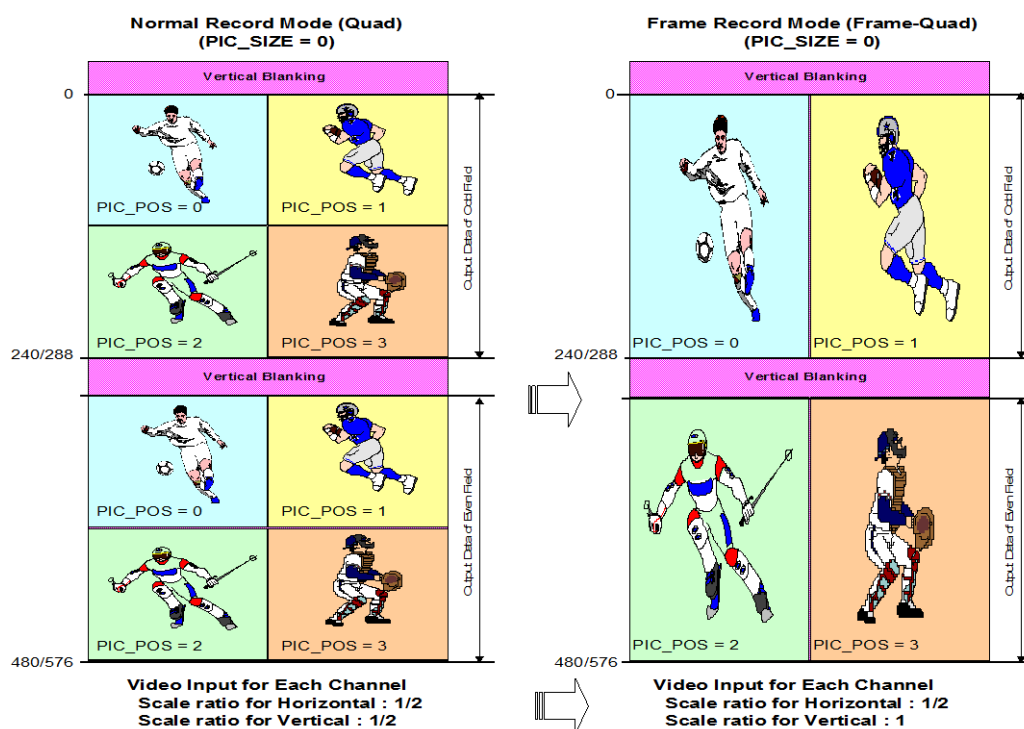 Normal Record Mode (Quad)
(PIC_SIZE = 0)
Vertical Blanking
0
PIC_POS = 0
PIC_POS = 1
PIC_POS = 2
PIC_POS = 3
Output Data of Odd Field
240/288
Vertical Blanking
PIC_POS = 0
PIC_POS = 1
PIC_POS = 2
PIC_POS = 3
Output Data of Even Field
480/576
Video Input for Each Channel
Scale ratio for Horizontal : 1/2
Scale ratio for Vertical : 1/2
Frame Record Mode (Frame-Quad)
(PIC_SIZE = 0)
Vertical Blanking
0
PIC_POS = 0
PIC_POS = 1
Output Data of Odd Field
240/288
Vertical Blanking
PIC_POS = 2
PIC_POS = 3
Output Data of Even Field
480/576
Video Input for Each Channel
Scale ratio for Horizontal : 1/2
Scale ratio for Vertical : 1